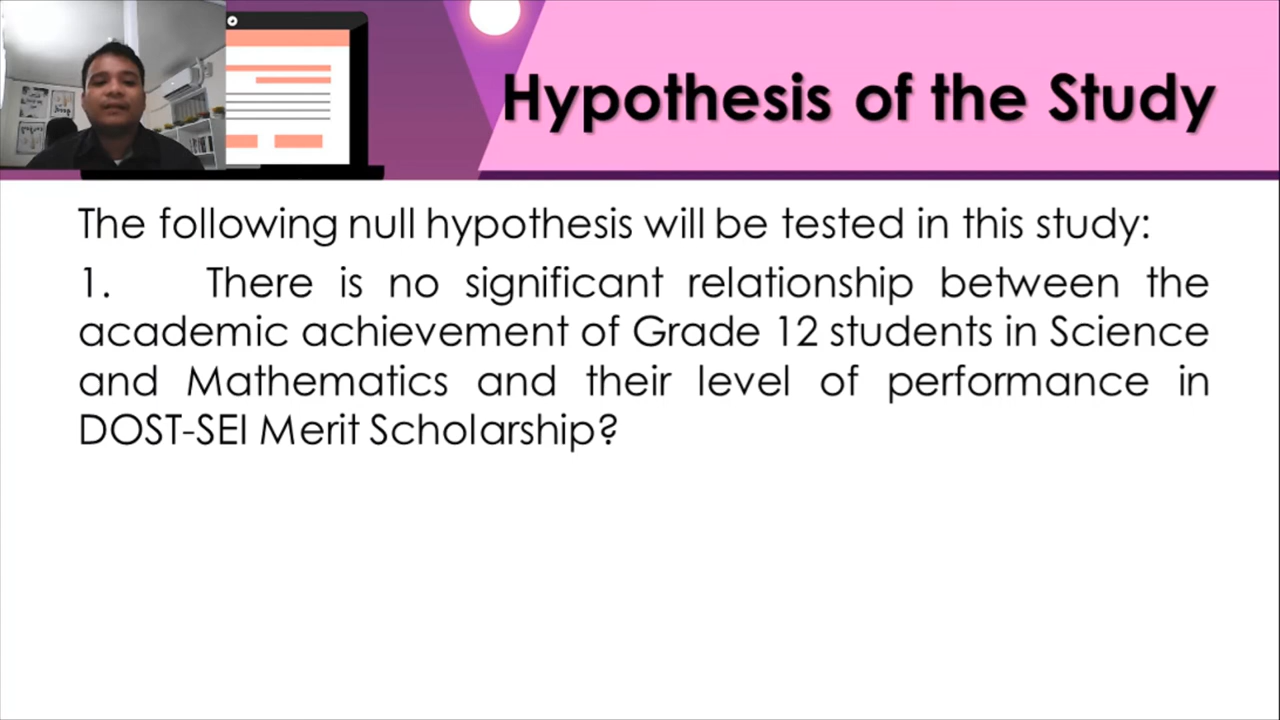 Hypothesis of the Study
The following null hypothesis will be tested in this study:
1. There is no significant relationship between the
academic achievement of Grade 12 students in Science
and Mathematics and their level of performance in
DOST-SEI Merit Scholarship?